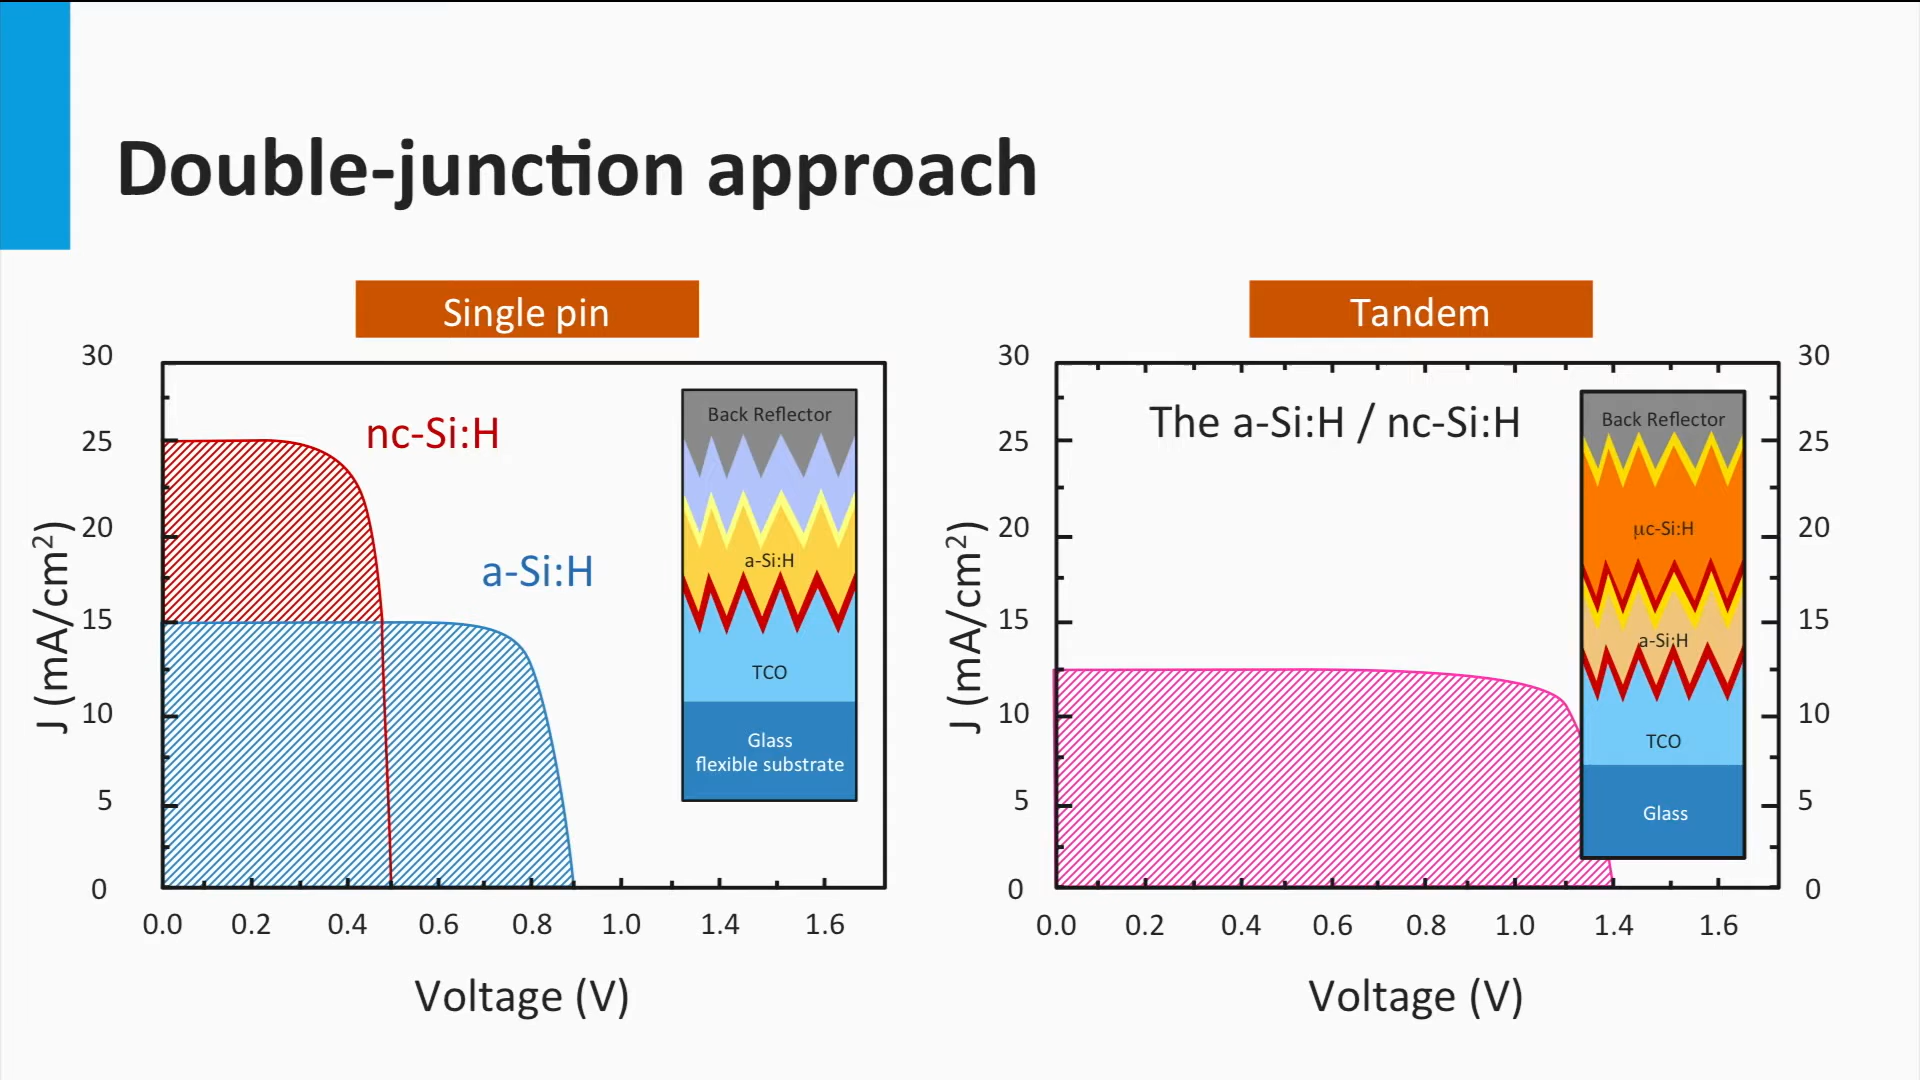 Double-junction approach
Single pin
30
25
20
15
10
5
0
J (mA/cm²)
nc-Si:H
a-Si:H
Back Reflector
a-Si:H
TCO
Glass
flexible substrate
0.0 0.2 0.4 0.6 0.8 1.0 1.4 1.6
Voltage (V)
Tandem
30
25
20
15
10
5
0
J (mA/cm²)
The a-Si:H / nc-Si:H
Back Reflector
µc-Si:H
a-Si:H
TCO
Glass
30
25
20
15
10
5
0
0.0 0.2 0.4 0.6 0.8 1.0 1.4 1.6
Voltage (V)